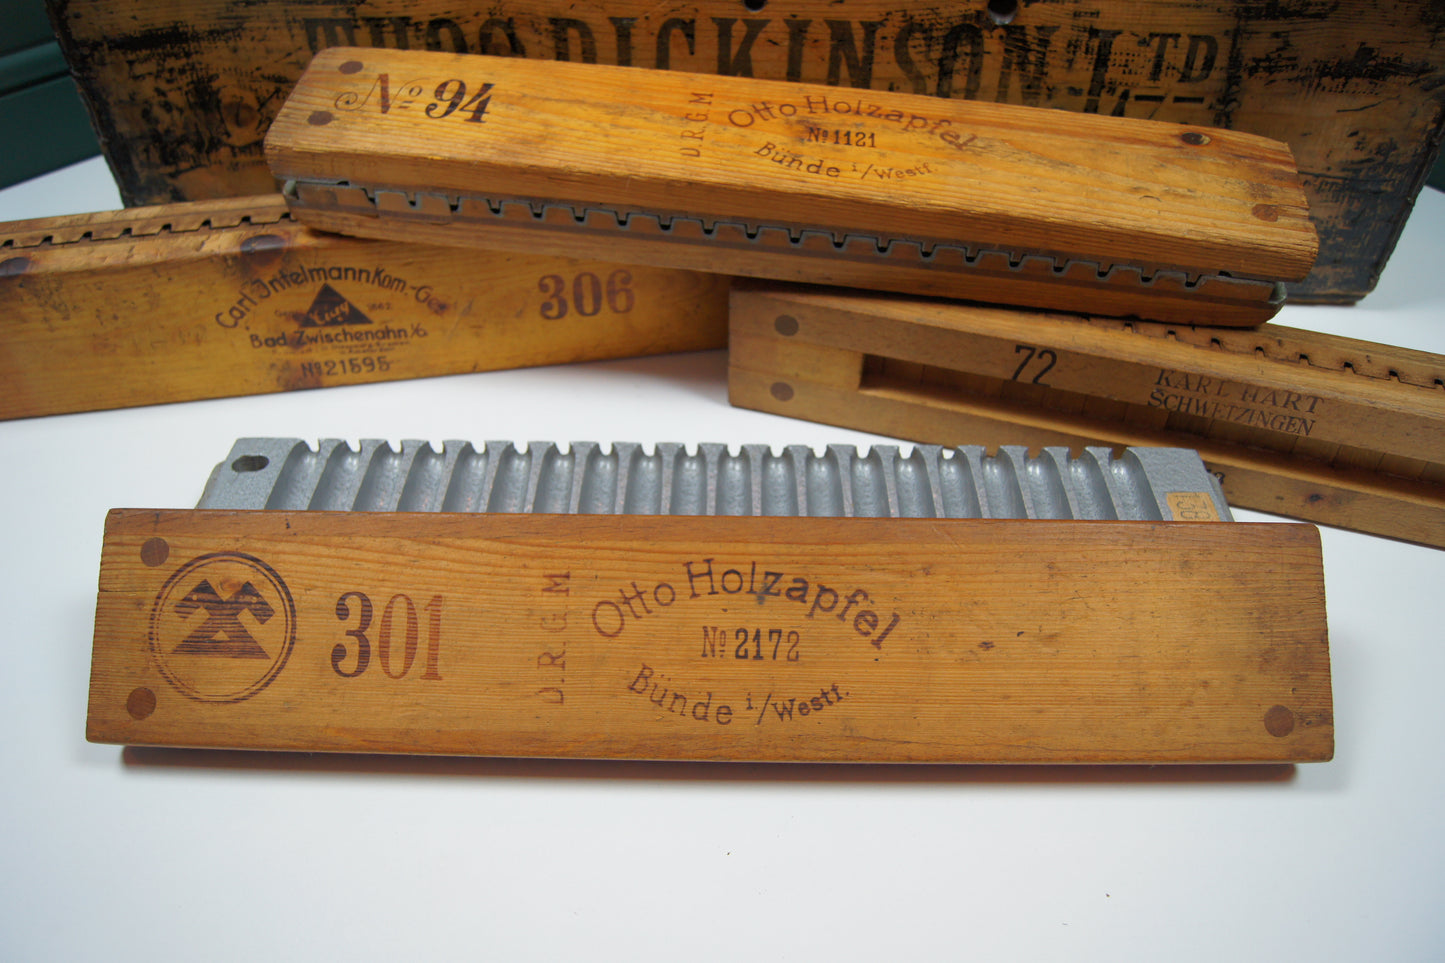 THOS DICKINSON LTD
Nº 94
D.R.G.M
Otto Holzapfel
Nº 1121
Bünde i/Westf.
Carl Intelmann Kom.-Ges
Bad Zwischenahn i/O
Nº 21595
306
72
KARL HART
SCHWETZINGEN
301
D.R.G.M
Otto Holzapfel
Nº 2172
Bünde i/Westf.